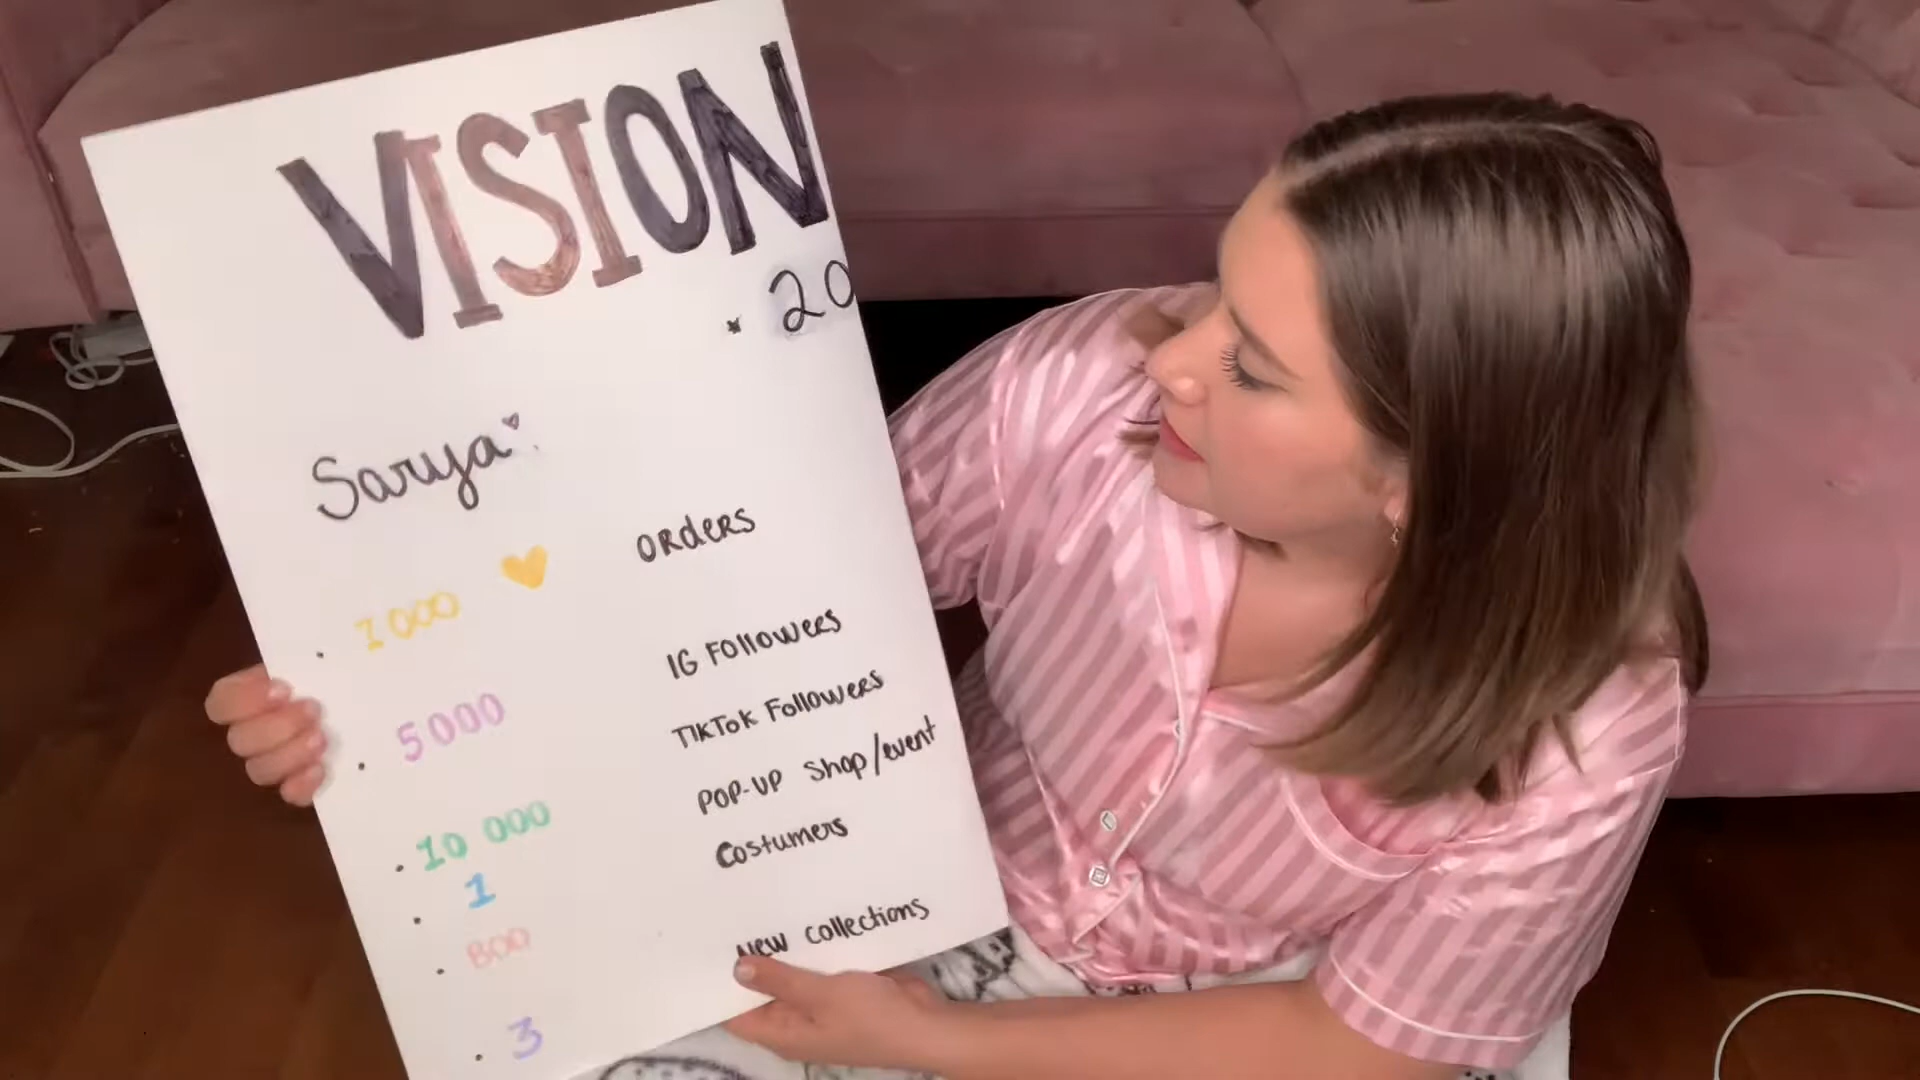 VISION
20
Sarya
1000 orders
5000 IG Followers
10 000 TikTok Followers
1 POP-UP Shop/event
800 Costumers
3 New collections